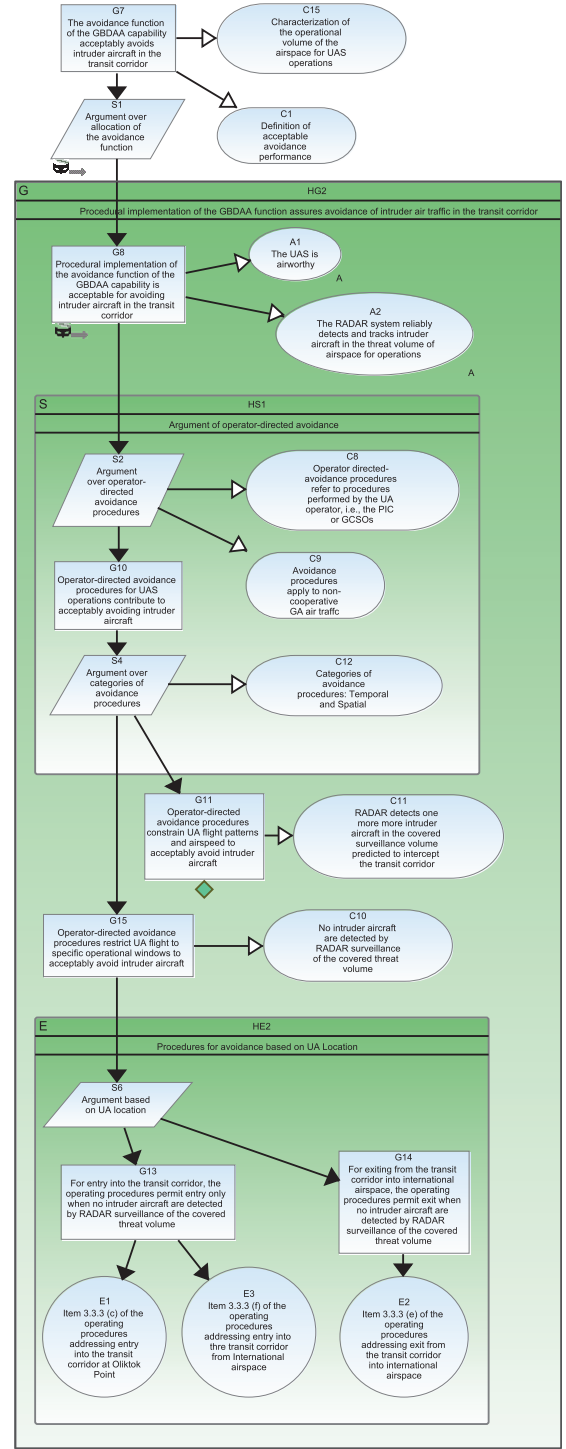 G7
The avoidance function
of the GBDAA capability
acceptably avoids
intruder aircraft in the
transit corridor
C15
Characterization of
the operational
volume of the
airspace for UAS
operations
S1
Argument over
allocation of
the avoidance
function
C1
Definition of
acceptable
avoidance
performance
G
HG2
Procedural implementation of the GBDAA function assures avoidance of intruder air traffic in the transit corridor
G8
Procedural implementation of
the avoidance function of the
GBDAA capability is
acceptable for avoiding
intruder aircraft in the transit
corridor
A1
The UAS is
airworthy
A
A2
The RADAR system reliably
detects and tracks intruder
aircraft in the threat volume of
airspace for operations
A
S
HS1
Argument of operator-directed avoidance
S2
Argument
over operator-
directed
avoidance
procedures
C8
Operator directed-
avoidance procedures
refer to procedures
performed by the UA
operator, i.e., the PIC
or GCSOs
C9
Avoidance
procedures
apply to non-
cooperative
GA air traffc
G10
Operator-directed avoidance
procedures for UAS
operations contribute to
acceptably avoiding intruder
aircraft
S4
Argument over
categories of
avoidance
procedures
C12
Categories of
avoidance
procedures: Temporal
and Spatial
G11
Operator-directed
avoidance procedures
constrain UA flight patterns
and airspeed to
acceptably avoid intruder
aircraft
C11
RADAR detects one
more more intruder
aircraft in the covered
surveillance volume
predicted to intercept
the transit corridor
G15
Operator-directed avoidance
procedures restrict UA flight to
specific operational windows to
acceptably avoid intruder aircraft
C10
No intruder aircraft
are detected by
RADAR surveillance
of the covered threat
volume
E
HE2
Procedures for avoidance based on UA Location
S6
Argument based
on UA location
G13
For entry into the transit corridor, the
operating procedures permit entry only
when no intruder aircraft are detected
by RADAR surveillance of the covered
threat volume
G14
For exiting from the transit
corridor into international
airspace, the operating
procedures permit exit when
no intruder aircraft are
detected by RADAR
surveillance of the covered
threat volume
E1
Item 3.3.3 (c) of the
operating
procedures
addressing entry
into the transit
corridor at Oliktok
Point
E3
Item 3.3.3 (f) of the
operating
procedures
addressing entry into
thre transit corridor
from International
airspace
E2
Item 3.3.3 (e) of the
operating
procedures
addressing exit from
the transit corridor
into international
airspace